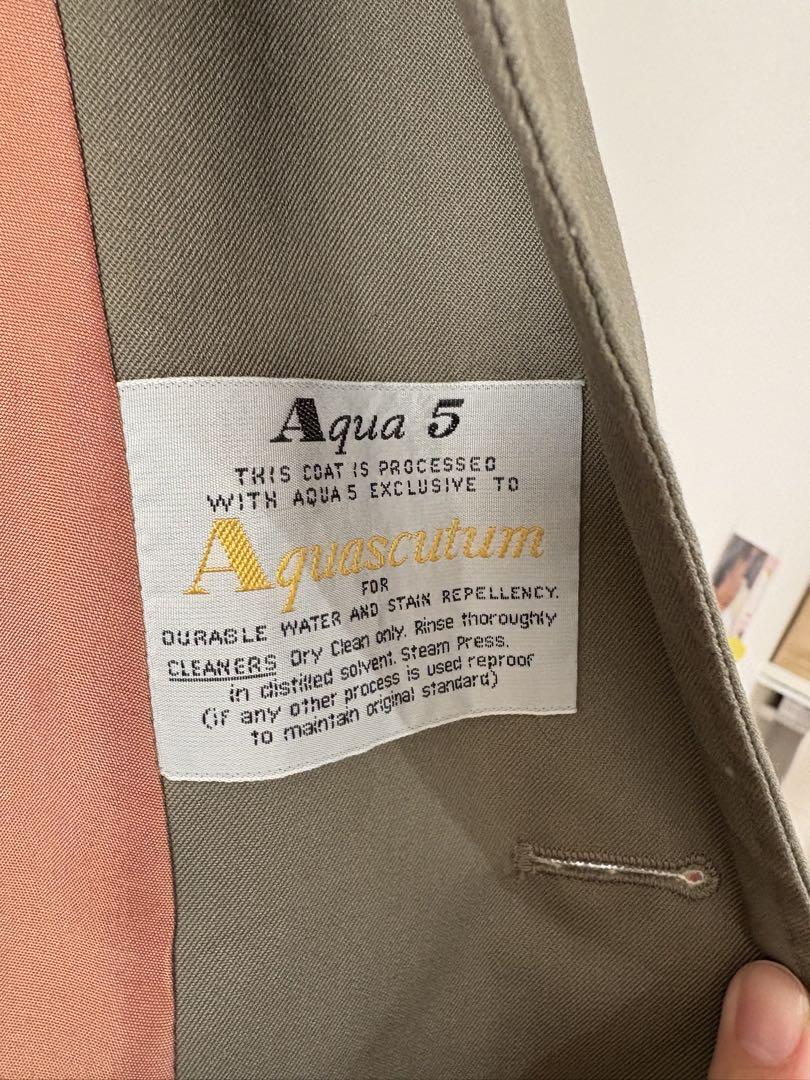 Aqua 5
THIS COAT IS PROCESSED
WITH AQUA 5 EXCLUSIVE TO
Aquascutum
FOR
DURABLE WATER AND STAIN REPELLENCY.
CLEANERS Dry Clean only. Rinse thoroughly
in distilled solvent. Steam Press.
(if any other process is used reproof
to maintain original standard)